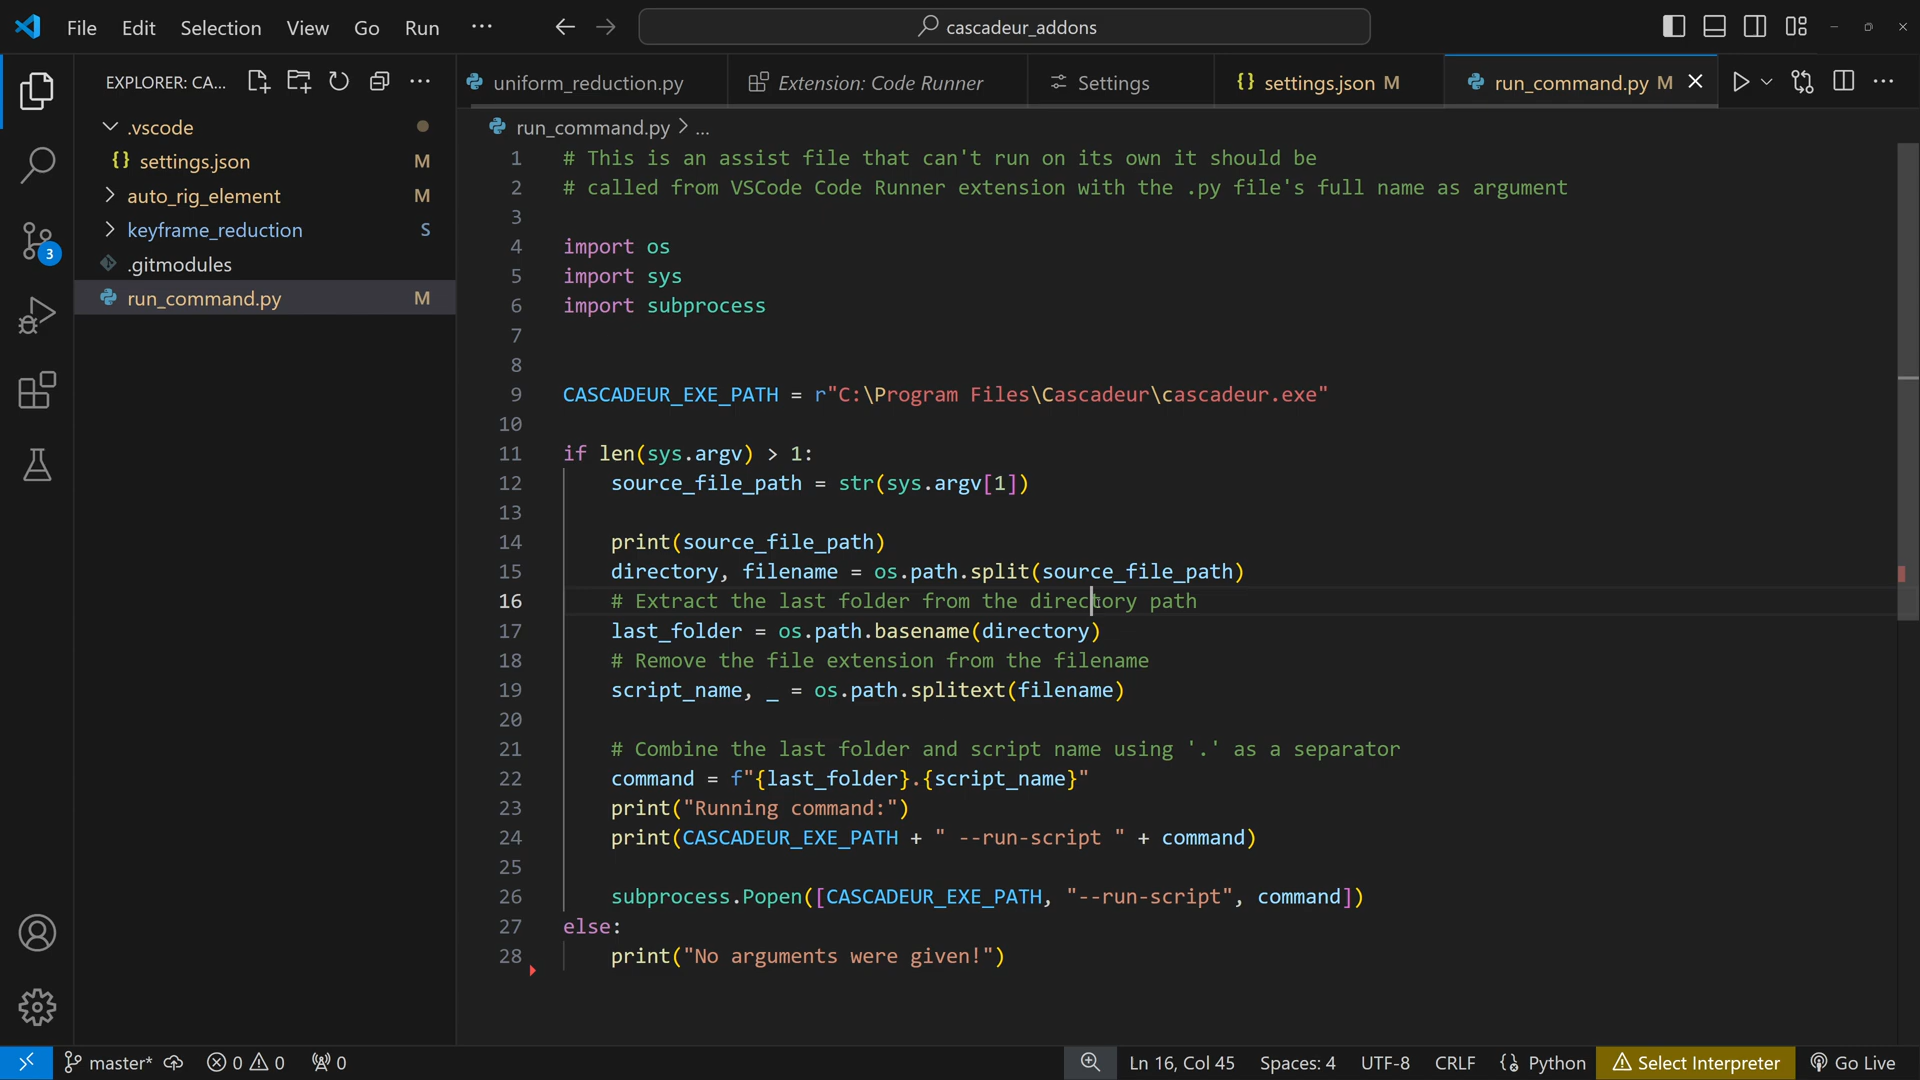 File Edit Selection View Go Run ··· cascadeur_addons
EXPLORER: CA...
uniform_reduction.py Extension: Code Runner Settings {} settings.json M run_command.py M
.vscode
{} settings.json M
auto_rig_element M
keyframe_reduction S
.gitmodules
run_command.py M
3
run_command.py > ...
1 # This is an assist file that can't run on its own it should be
2 # called from VSCode Code Runner extension with the .py file's full name as argument
3
4 import os
5 import sys
6 import subprocess
7
8
9 CASCADEUR_EXE_PATH = r"C:\Program Files\Cascadeur\cascadeur.exe"
10
11 if len(sys.argv) > 1:
12 source_file_path = str(sys.argv[1])
13
14 print(source_file_path)
15 directory, filename = os.path.split(source_file_path)
16 # Extract the last folder from the directory path
17 last_folder = os.path.basename(directory)
18 # Remove the file extension from the filename
19 script_name, _ = os.path.splitext(filename)
20
21 # Combine the last folder and script name using '.' as a separator
22 command = f"{last_folder}.{script_name}"
23 print("Running command:")
24 print(CASCADEUR_EXE_PATH + " --run-script " + command)
25
26 subprocess.Popen([CASCADEUR_EXE_PATH, "--run-script", command])
27 else:
28 print("No arguments were given!")
master* 0 0 0 Ln 16, Col 45 Spaces: 4 UTF-8 CRLF Python Select Interpreter Go Live